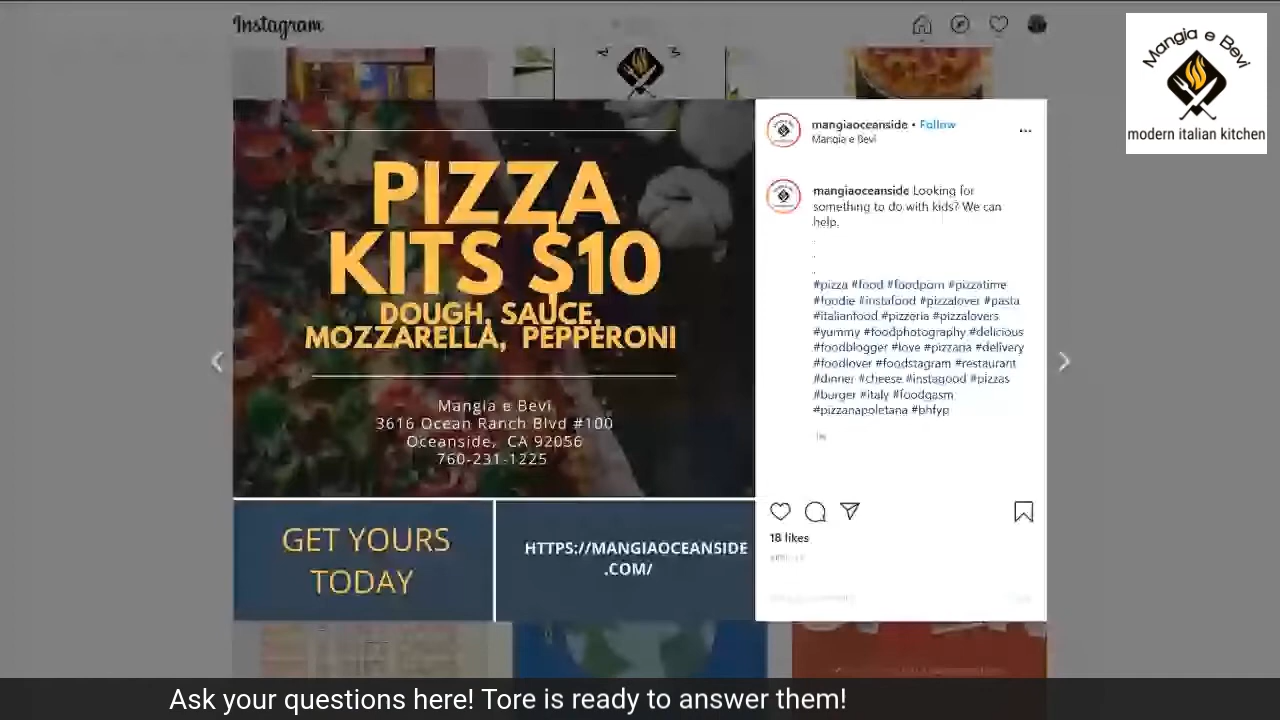 Instagram
Mangia e Bevi
modern italian kitchen
PIZZA
KITS $10
DOUGH, SAUCE,
MOZZARELLA, PEPPERONI
Mangia e Bevi
3616 Ocean Ranch Blvd #100
Oceanside, CA 92056
760-231-1225
GET YOURS
TODAY
HTTPS://MANGIAOCEANSIDE
.COM/
mangiaoceanside • Follow
Mangia e Bevi
mangiaoceanside Looking for
something to do with kids? We can
help.
.
.
.
#pizza #food #foodporn #pizzatime
#foodie #instafood #pizzalover #pasta
#italianfood #pizzeria #pizzalovers
#yummy #foodphotography #delicious
#foodblogger #love #pizzaria #delivery
#foodlover #foodstagram #restaurant
#dinner #cheese #instagood #pizzas
#burger #italy #foodgasm
#pizzanapoletana #bhfyp
18 likes
Ask your questions here! Tore is ready to answer them!